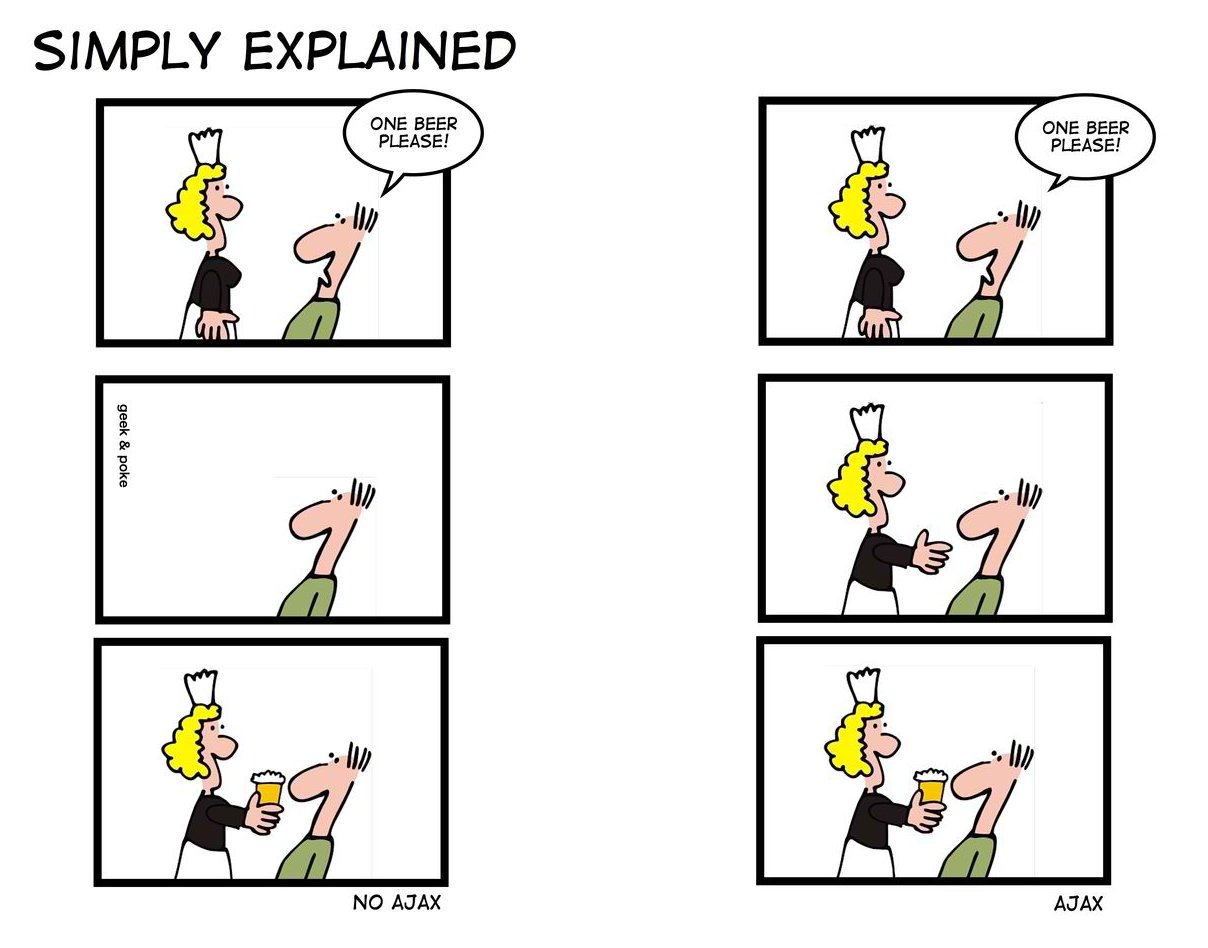 SIMPLY EXPLAINED
ONE BEER
PLEASE!
ONE BEER
PLEASE!
geek & poke
NO AJAX
AJAX